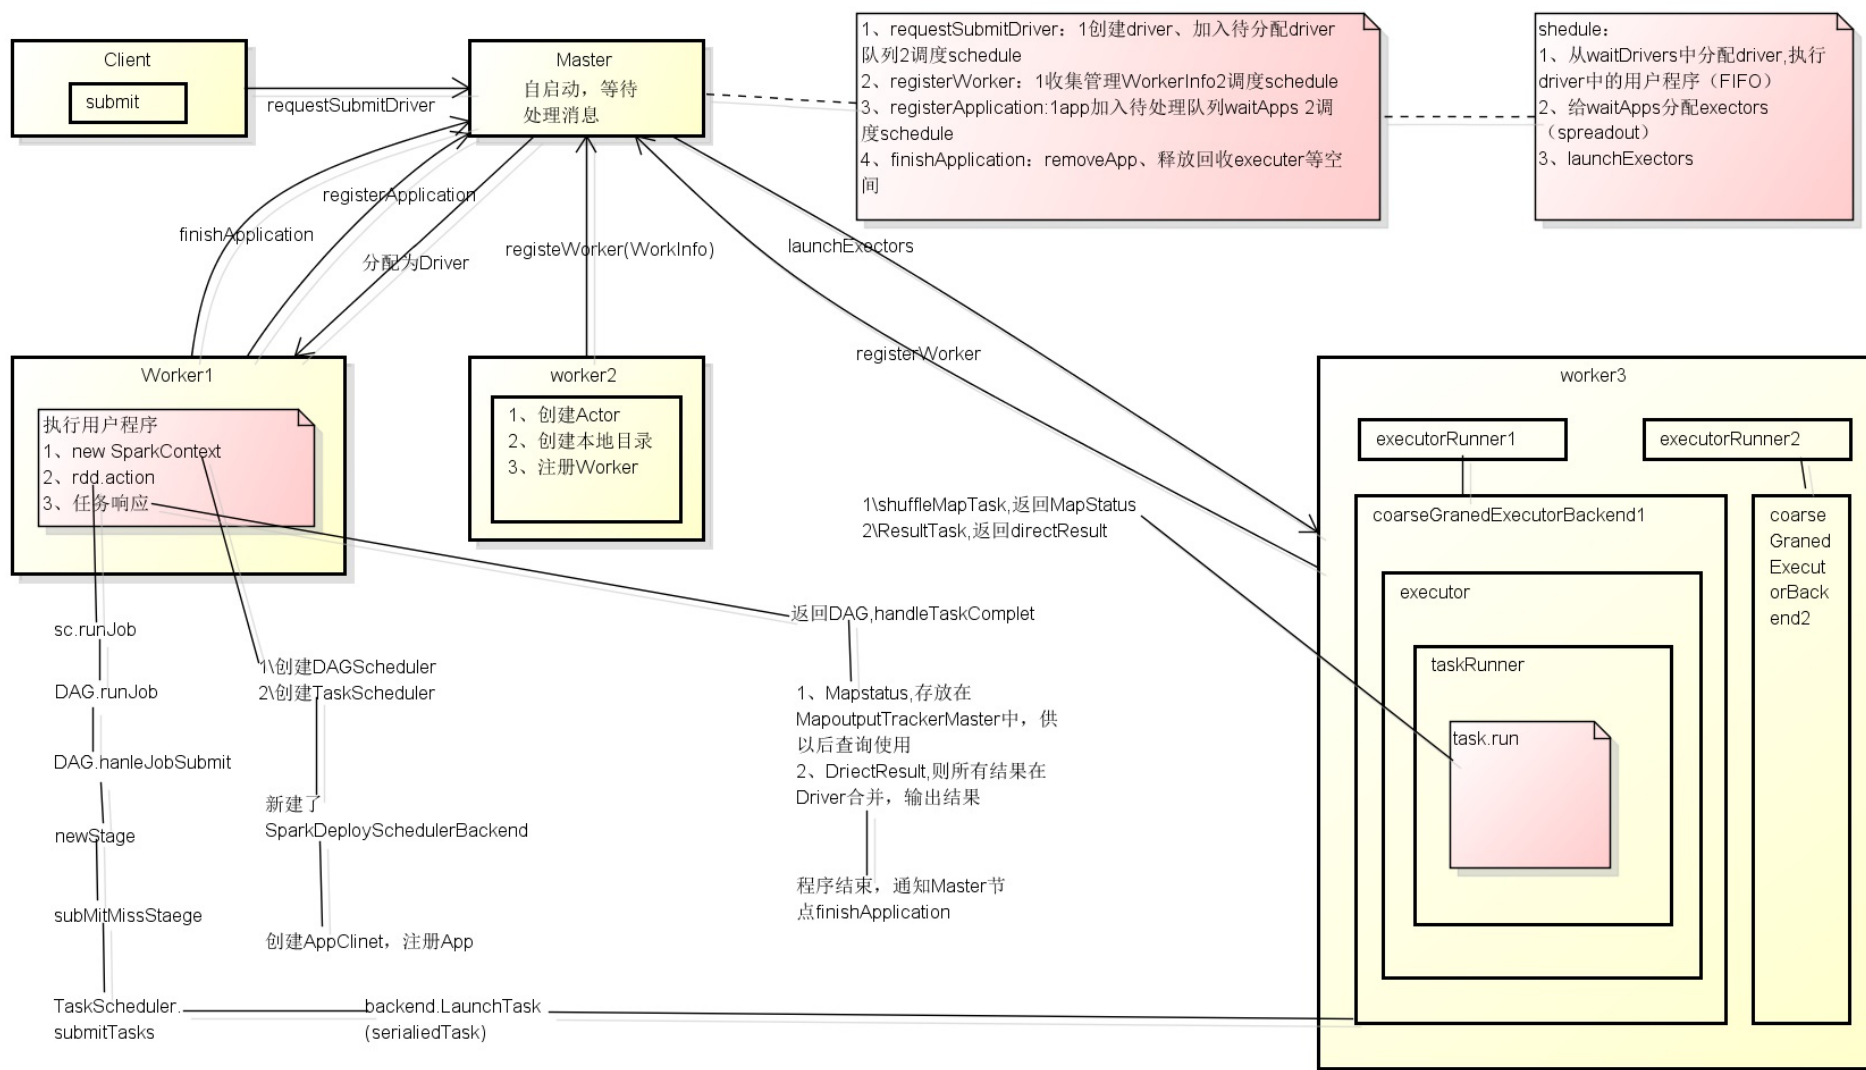 Client
submit
requestSubmitDriver
Master
自启动，等待
处理消息
1、requestSubmitDriver：1创建driver、加入待分配driver
队列2调度schedule
2、registerWorker：1收集管理WorkerInfo2调度schedule
3、registerApplication:1app加入待处理队列waitApps 2调
度schedule
4、finishApplication：removeApp、释放回收executer等空
间
shedule：
1、从waitDrivers中分配driver,执行
driver中的用户程序（FIFO）
2、给waitApps分配exectors
（spreadout）
3、launchExectors
registerApplication
finishApplication
分配为Driver
registeWorker(WorkInfo)
launchExectors
registerWorker
Worker1
执行用户程序
1、new SparkContext
2、rdd.action
3、任务响应
worker2
1、创建Actor
2、创建本地目录
3、注册Worker
worker3
executorRunner1
executorRunner2
coarseGranedExecutorBackend1
executor
taskRunner
task.run
coarse
Graned
Execut
orBack
end2
1\shuffleMapTask,返回MapStatus
2\ResultTask,返回directResult
sc.runJob
DAG.runJob
DAG.hanleJobSubmit
newStage
subMitMissStaege
TaskScheduler.
submitTasks
1\创建DAGScheduler
2\创建TaskScheduler
新建了
SparkDeploySchedulerBackend
创建AppClinet，注册App
backend.LaunchTask
(serialiedTask)
返回DAG,handleTaskComplet
1、Mapstatus,存放在
MapoutputTrackerMaster中，供
以后查询使用
2、DriectResult,则所有结果在
Driver合并，输出结果
程序结束，通知Master节
点finishApplication